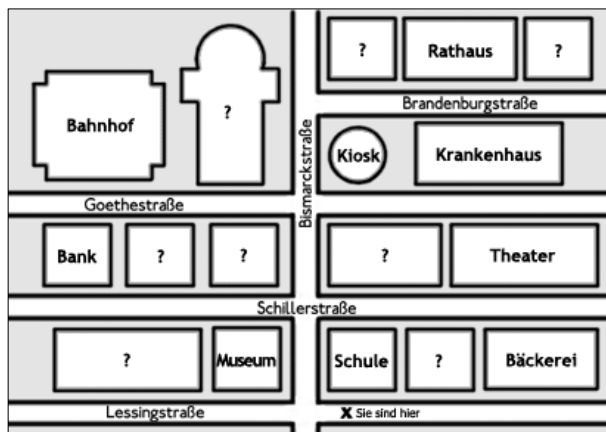 ? Rathaus ?
Brandenburgstraße
Bahnhof
?
Kiosk
Krankenhaus
Bismarckstraße
Goethestraße
Bank ? ?
? Theater
Schillerstraße
? Museum
Schule ? Bäckerei
Lessingstraße
X Sie sind hier